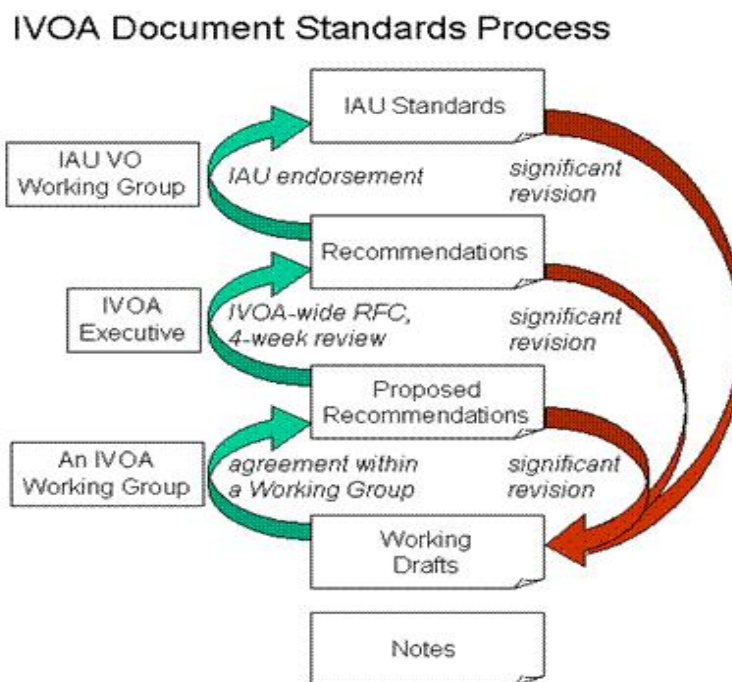 IVOA Document Standards Process
IAU Standards
IAU VO
Working Group
IAU endorsement
significant
revision
Recommendations
IVOA
Executive
IVOA-wide RFC,
4-week review
significant
revision
Proposed
Recommendations
An IVOA
Working Group
agreement within
a Working Group
significant
revision
Working
Drafts
Notes